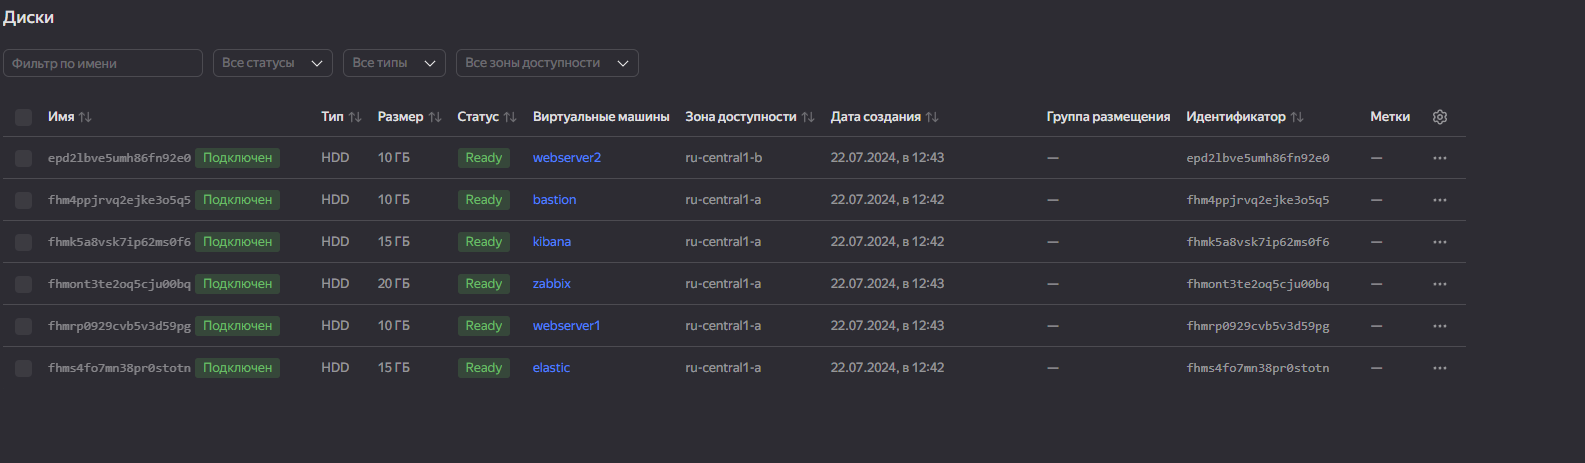 Диски
Фильтр по имени Все статусы Все типы Все зоны доступности
Имя Тип Размер Статус Виртуальные машины Зона доступности Дата создания Группа размещения Идентификатор Метки
epd2lbve5umh86fn92e0 Подключен HDD 10 ГБ Ready webserver2 ru-central1-b 22.07.2024, в 12:43 — epd2lbve5umh86fn92e0 —
fhm4ppjrvq2ejke3o5q5 Подключен HDD 10 ГБ Ready bastion ru-central1-a 22.07.2024, в 12:42 — fhm4ppjrvq2ejke3o5q5 —
fhmk5a8vsk7ip62ms0f6 Подключен HDD 15 ГБ Ready kibana ru-central1-a 22.07.2024, в 12:42 — fhmk5a8vsk7ip62ms0f6 —
fhmont3te2oq5cju00bq Подключен HDD 20 ГБ Ready zabbix ru-central1-a 22.07.2024, в 12:43 — fhmont3te2oq5cju00bq —
fhmrp0929cvb5v3d59pg Подключен HDD 10 ГБ Ready webserver1 ru-central1-a 22.07.2024, в 12:43 — fhmrp0929cvb5v3d59pg —
fhms4fo7mn38pr0stotn Подключен HDD 15 ГБ Ready elastic ru-central1-a 22.07.2024, в 12:42 — fhms4fo7mn38pr0stotn —